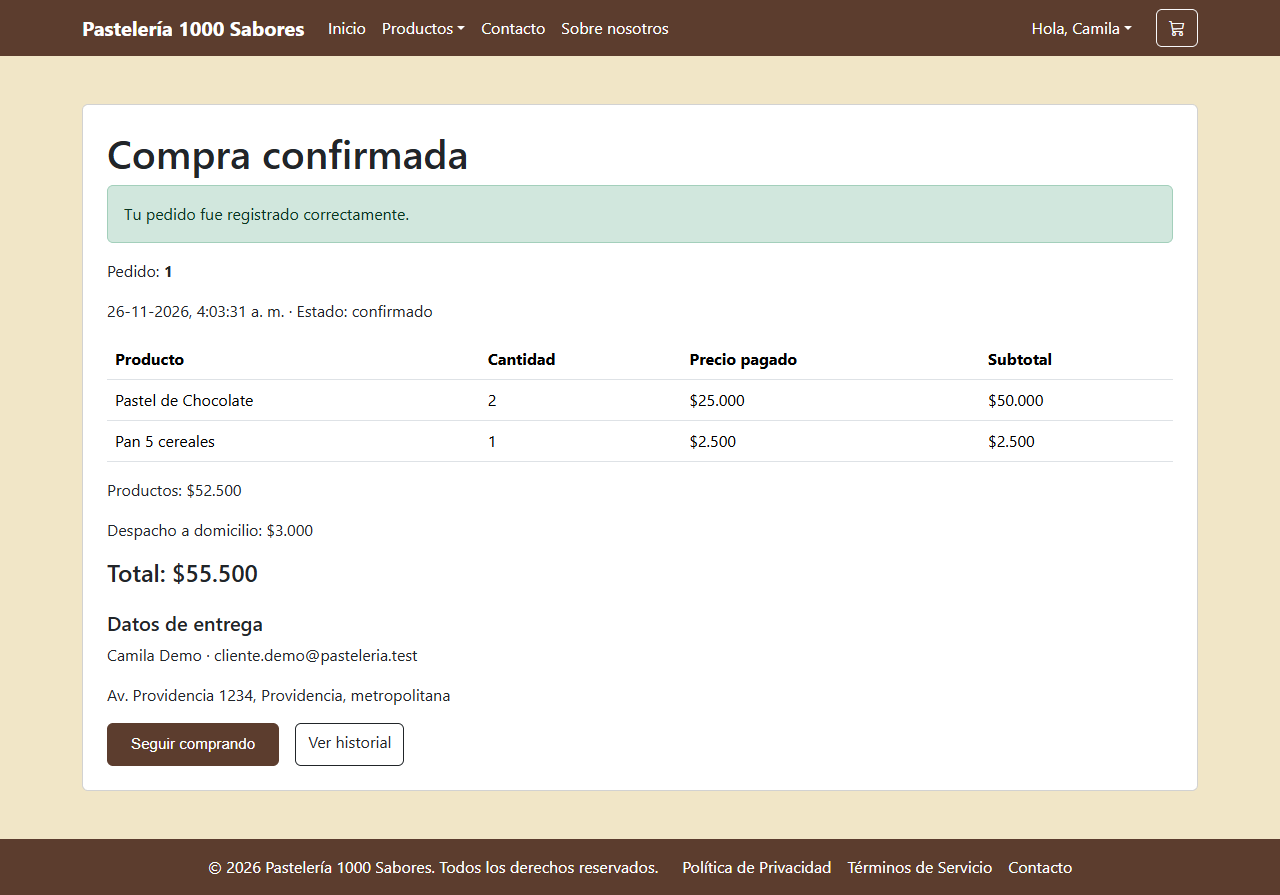 Pastelería 1000 Sabores Inicio Productos Contacto Sobre nosotros Hola, Camila
Compra confirmada
Tu pedido fue registrado correctamente.
Pedido: 1
26-11-2026, 4:03:31 a. m. · Estado: confirmado
Producto Cantidad Precio pagado Subtotal
Pastel de Chocolate 2 $25.000 $50.000
Pan 5 cereales 1 $2.500 $2.500
Productos: $52.500
Despacho a domicilio: $3.000
Total: $55.500
Datos de entrega
Camila Demo · cliente.demo@pasteleria.test
Av. Providencia 1234, Providencia, metropolitana
Seguir comprando Ver historial
© 2026 Pastelería 1000 Sabores. Todos los derechos reservados. Política de Privacidad Términos de Servicio Contacto